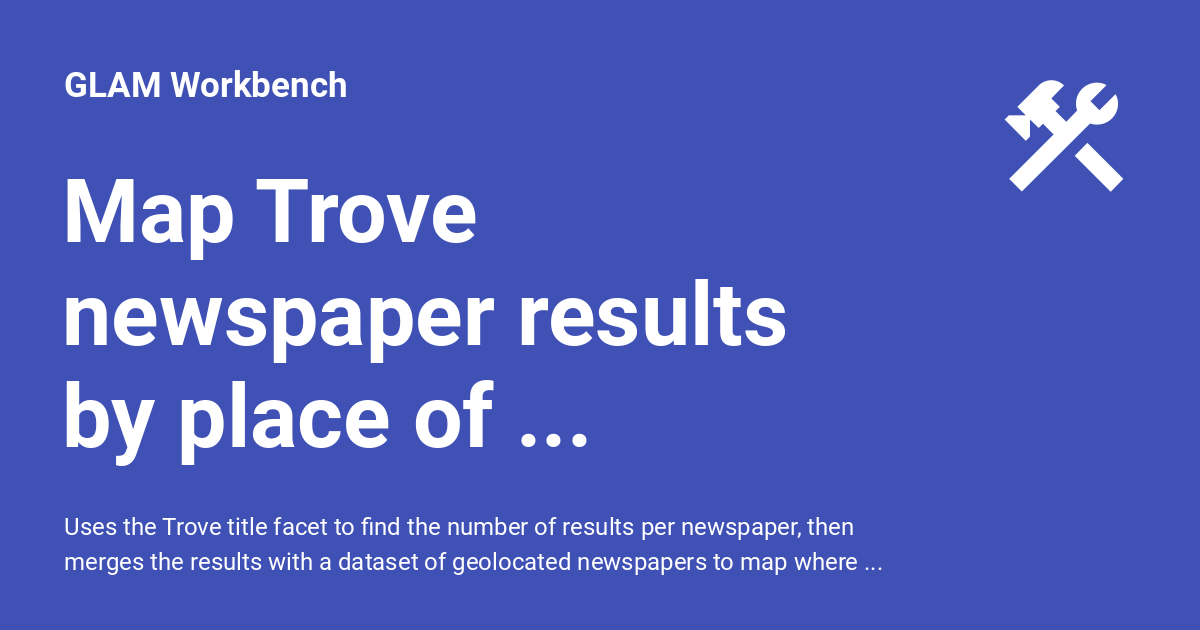 GLAM Workbench
Map Trove
newspaper results
by place of ...
Uses the Trove title facet to find the number of results per newspaper, then
merges the results with a dataset of geolocated newspapers to map where ...